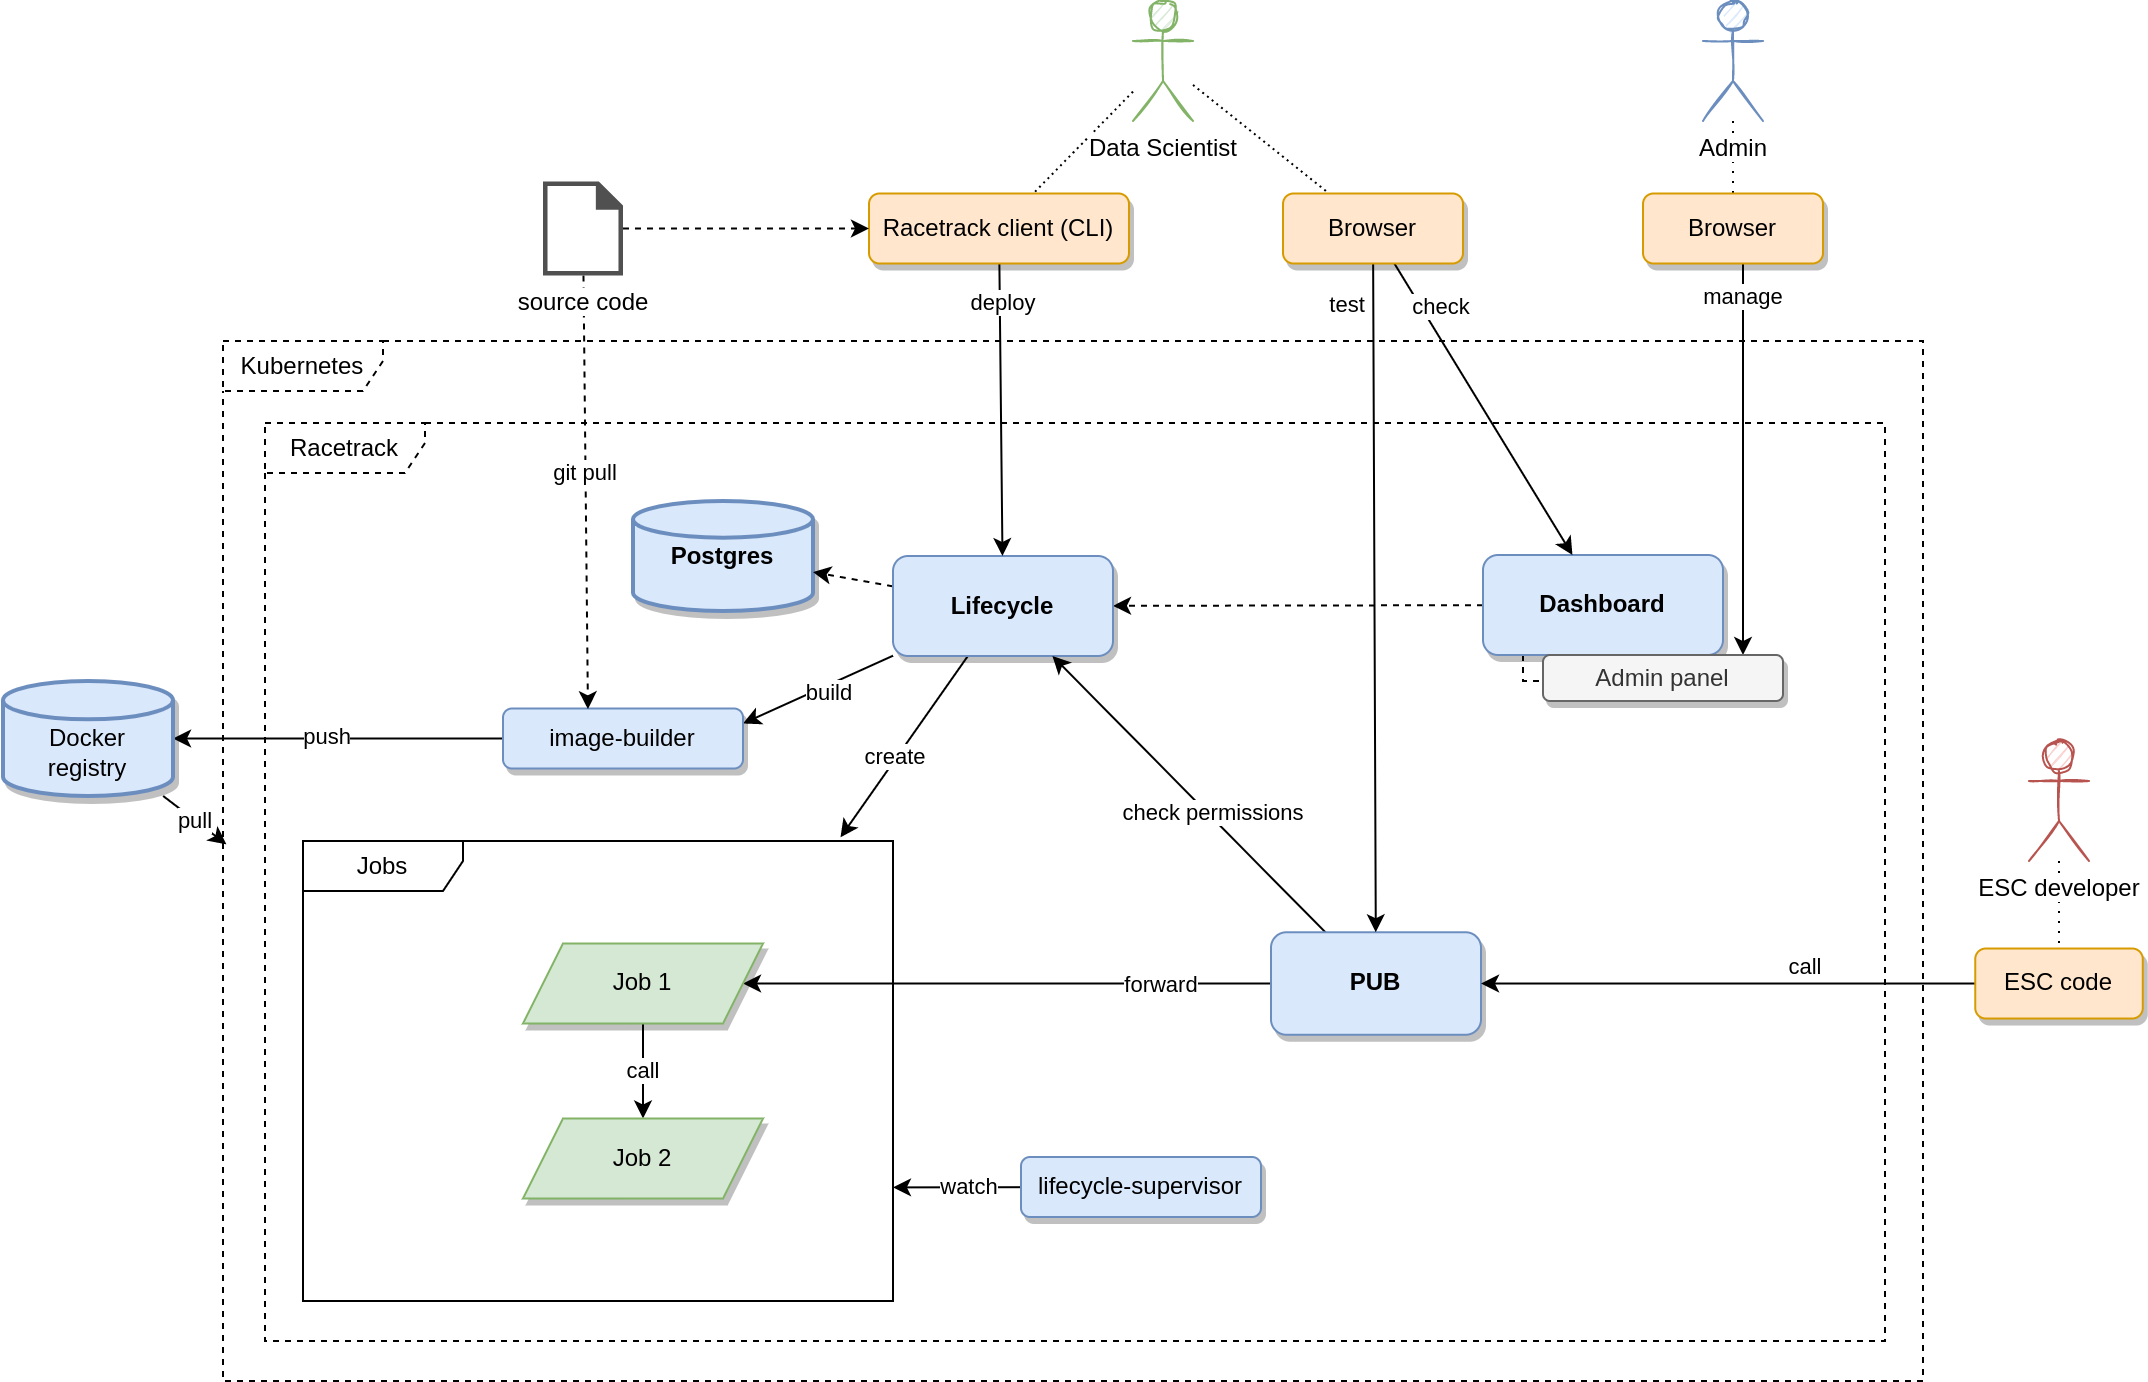 Data Scientist
Admin
Racetrack client (CLI)
Browser
Browser
source code
deploy
test
check
manage
Kubernetes
Racetrack
git pull
Postgres
Lifecycle
Dashboard
Admin panel
build
image-builder
push
Docker
registry
create
pull
check permissions
Jobs
ESC developer
Job 1
forward
PUB
call
ESC code
call
Job 2
watch
lifecycle-supervisor